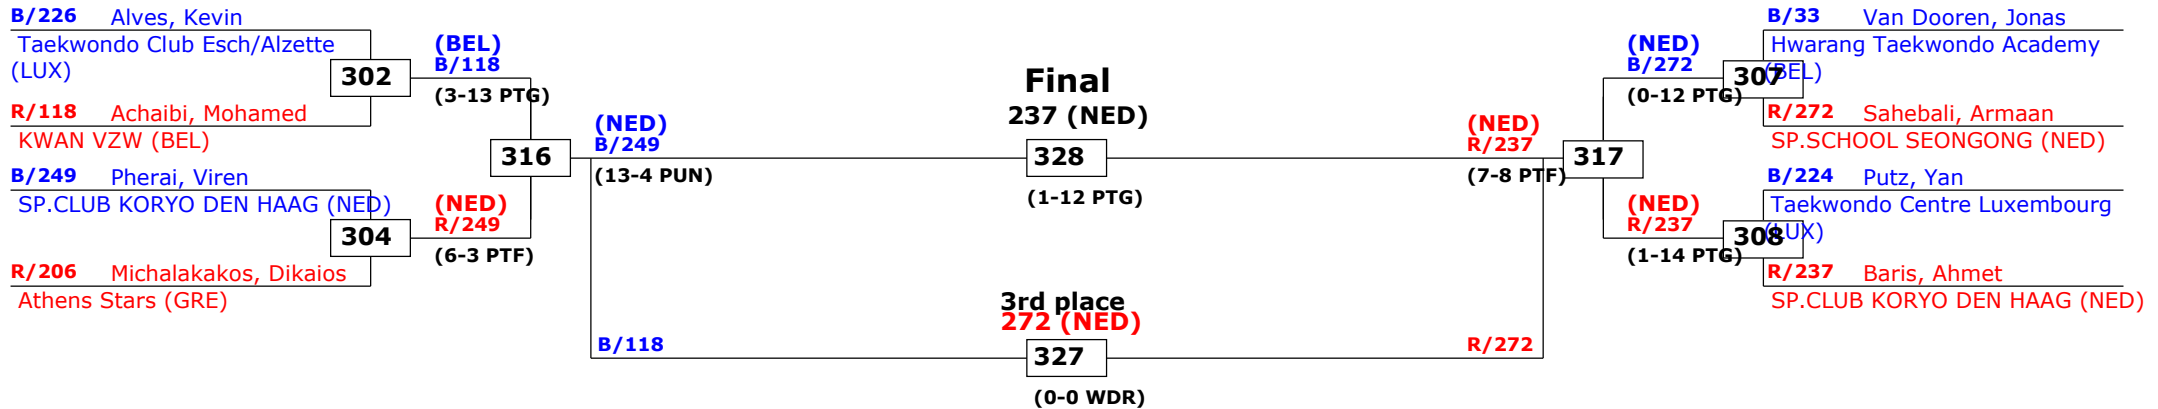 B/226 Alves, Kevin
Taekwondo Club Esch/Alzette
(LUX)
302
R/118 Achaibi, Mohamed
KWAN VZW (BEL)
B/249 Pherai, Viren
SP.CLUB KORYO DEN HAAG (NED)
304
R/206 Michalakakos, Dikaios
Athens Stars (GRE)
(BEL)
B/118
(3-13 PTG)
316
(NED)
R/249
(6-3 PTF)
(NED)
B/249
(13-4 PUN)
Final
237 (NED)
328
(1-12 PTG)
3rd place
272 (NED)
B/118
327
R/272
(0-0 WDR)
(NED)
R/237
(7-8 PTF)
317
(NED)
B/272
(0-12 PTG)
(NED)
R/237
(1-14 PTG)
B/33 Van Dooren, Jonas
Hwarang Taekwondo Academy
(BEL)
307
R/272 Sahebali, Armaan
SP.SCHOOL SEONGONG (NED)
B/224 Putz, Yan
Taekwondo Centre Luxembourg
(LUX)
308
R/237 Baris, Ahmet
SP.CLUB KORYO DEN HAAG (NED)